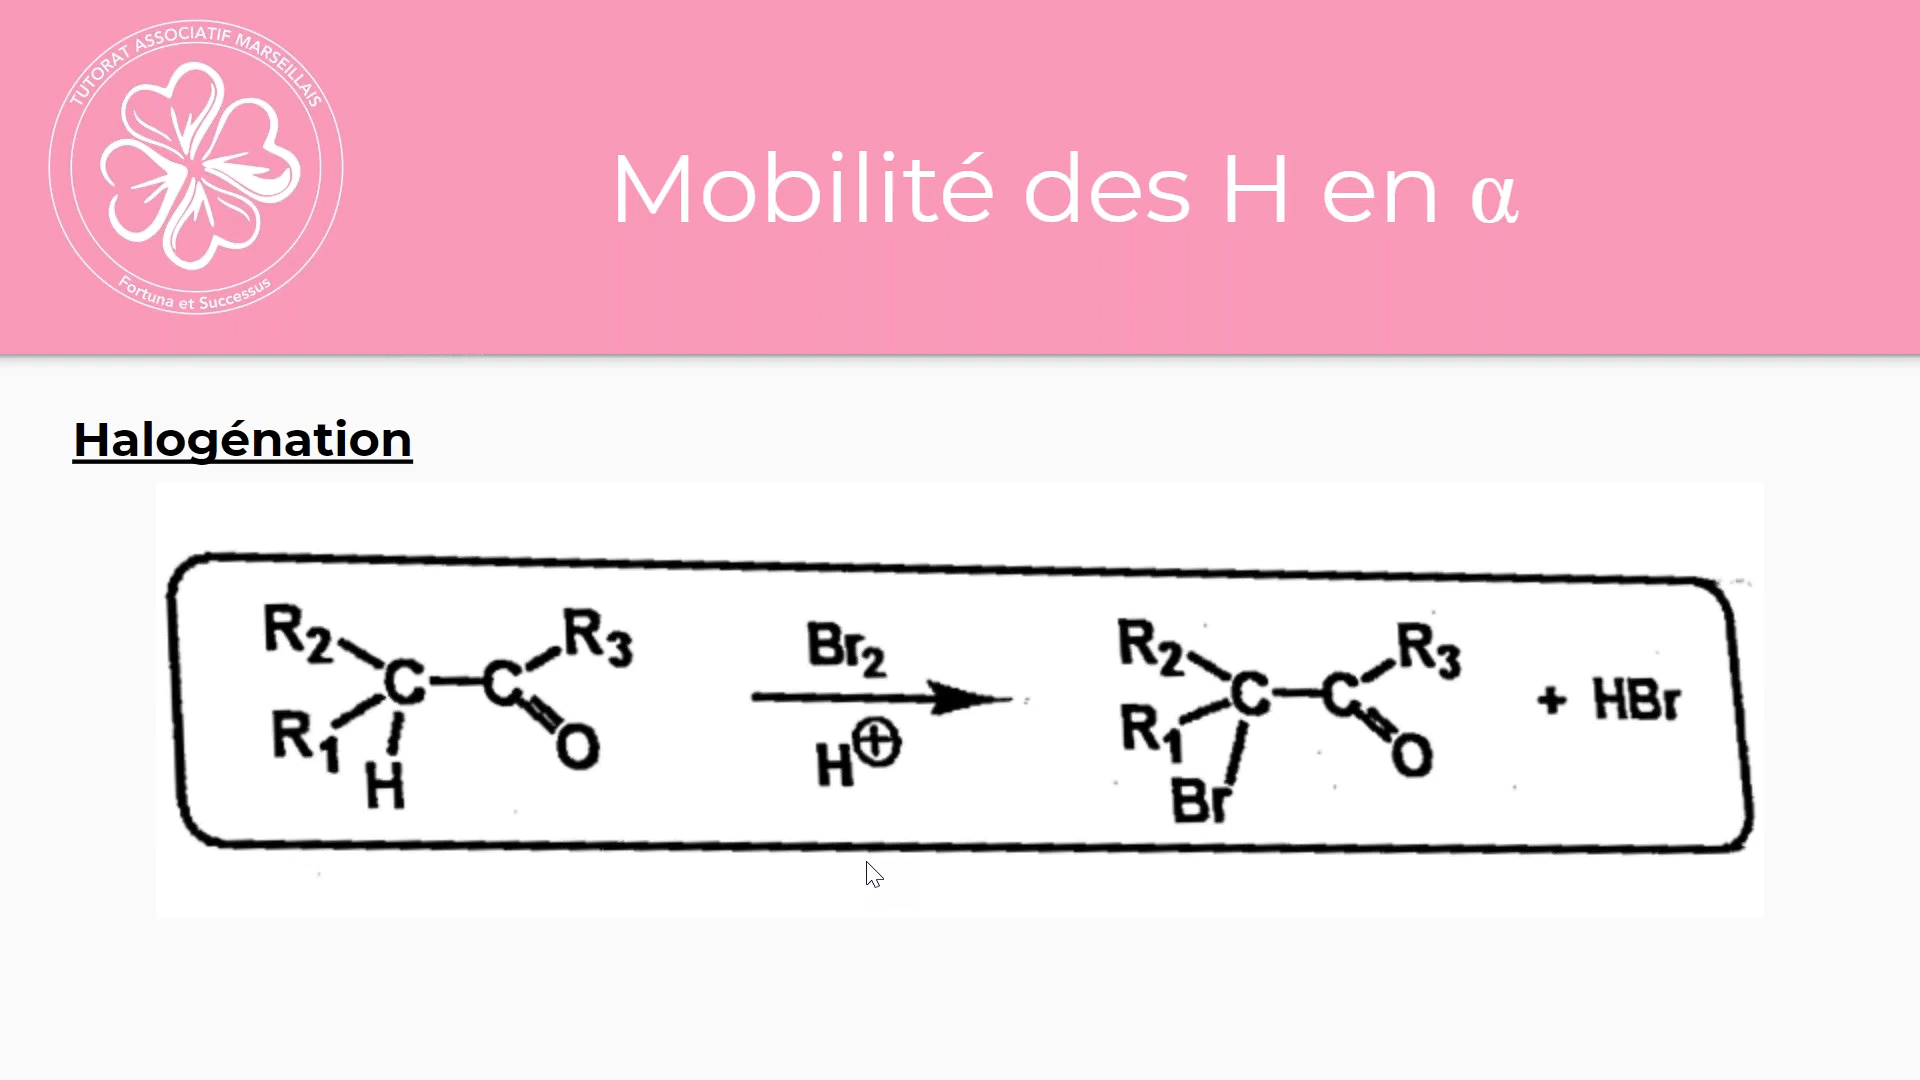 TUTORAT ASSOCIATIF MARSEILLAIS
Fortuna et Successus
Mobilité des H en α
Halogénation
R2 R3 Br2 R2 R3
C C C C + HBr
R1 H O H⊕ R1 Br O